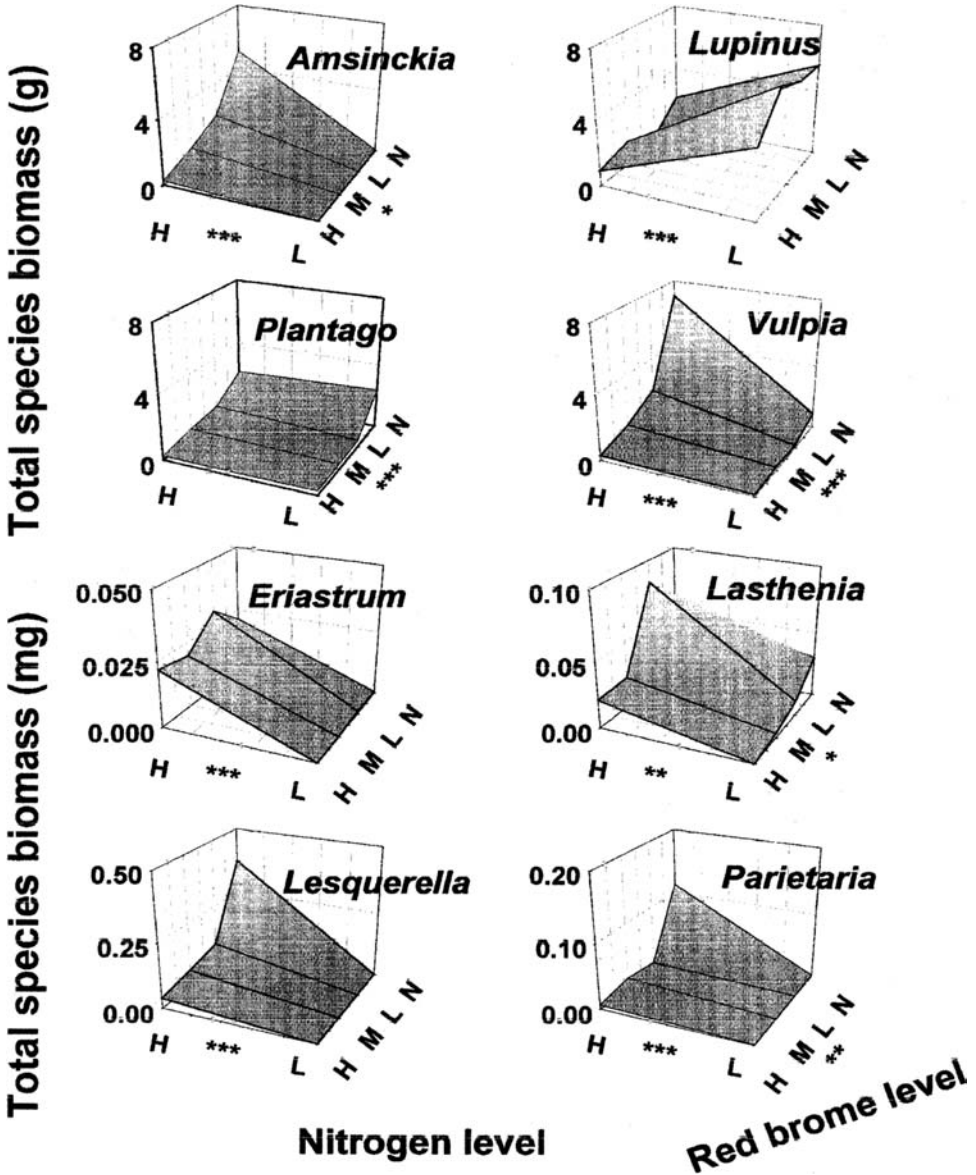 Total species biomass (g)
Total species biomass (mg)
Amsinckia
8
4
0
H *** L
H M L N
*
Lupinus
8
4
0
H *** L
H M L N
Plantago
8
4
0
H L
H M L N
***
Vulpia
8
4
0
H *** L
H M L N
***
Eriastrum
0.050
0.025
0.000
H *** L
H M L N
Lasthenia
0.10
0.05
0.00
H ** L
H M L N
*
Lesquerella
0.50
0.25
0.00
H *** L
H M L N
Parietaria
0.20
0.10
0.00
H *** L
H M L N
**
Nitrogen level
Red brome level